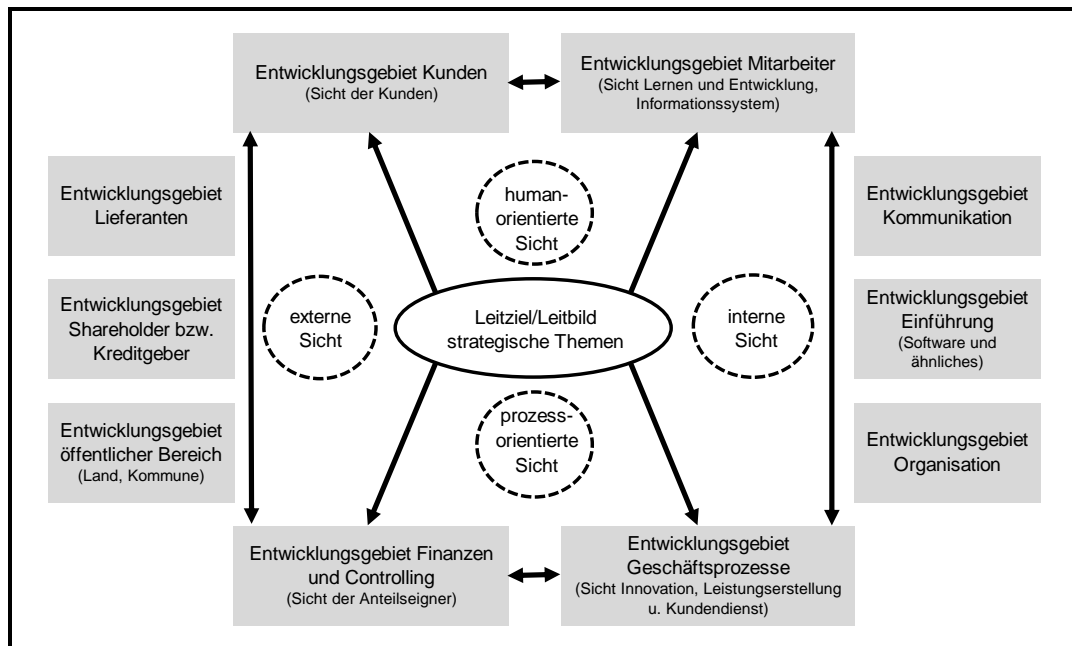 Entwicklungsgebiet Kunden
(Sicht der Kunden)
Entwicklungsgebiet Mitarbeiter
(Sicht Lernen und Entwicklung,
Informationssystem)
Entwicklungsgebiet
Lieferanten
human-
orientierte
Sicht
Entwicklungsgebiet
Kommunikation
Entwicklungsgebiet
Shareholder bzw.
Kreditgeber
externe
Sicht
Leitziel/Leitbild
strategische Themen
interne
Sicht
Entwicklungsgebiet
Einführung
(Software und
ähnliches)
Entwicklungsgebiet
öffentlicher Bereich
(Land, Kommune)
prozess-
orientierte
Sicht
Entwicklungsgebiet
Organisation
Entwicklungsgebiet Finanzen
und Controlling
(Sicht der Anteilseigner)
Entwicklungsgebiet
Geschäftsprozesse
(Sicht Innovation, Leistungserstellung
u. Kundendienst)